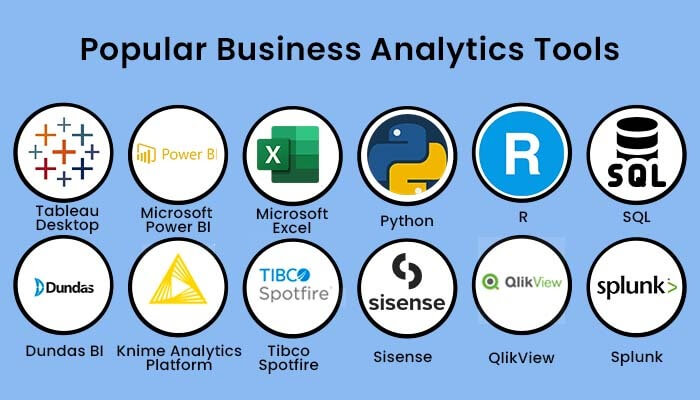 Popular Business Analytics Tools
Power BI
X
R
SQL
Tableau
Desktop
Microsoft
Power BI
Microsoft
Excel
Python
R
SQL
Dundas
TIBCO
Spotfire®
sisense
QlikView
splunk>
Dundas BI
Knime Analytics
Platform
Tibco
Spotfire
Sisense
QlikView
Splunk